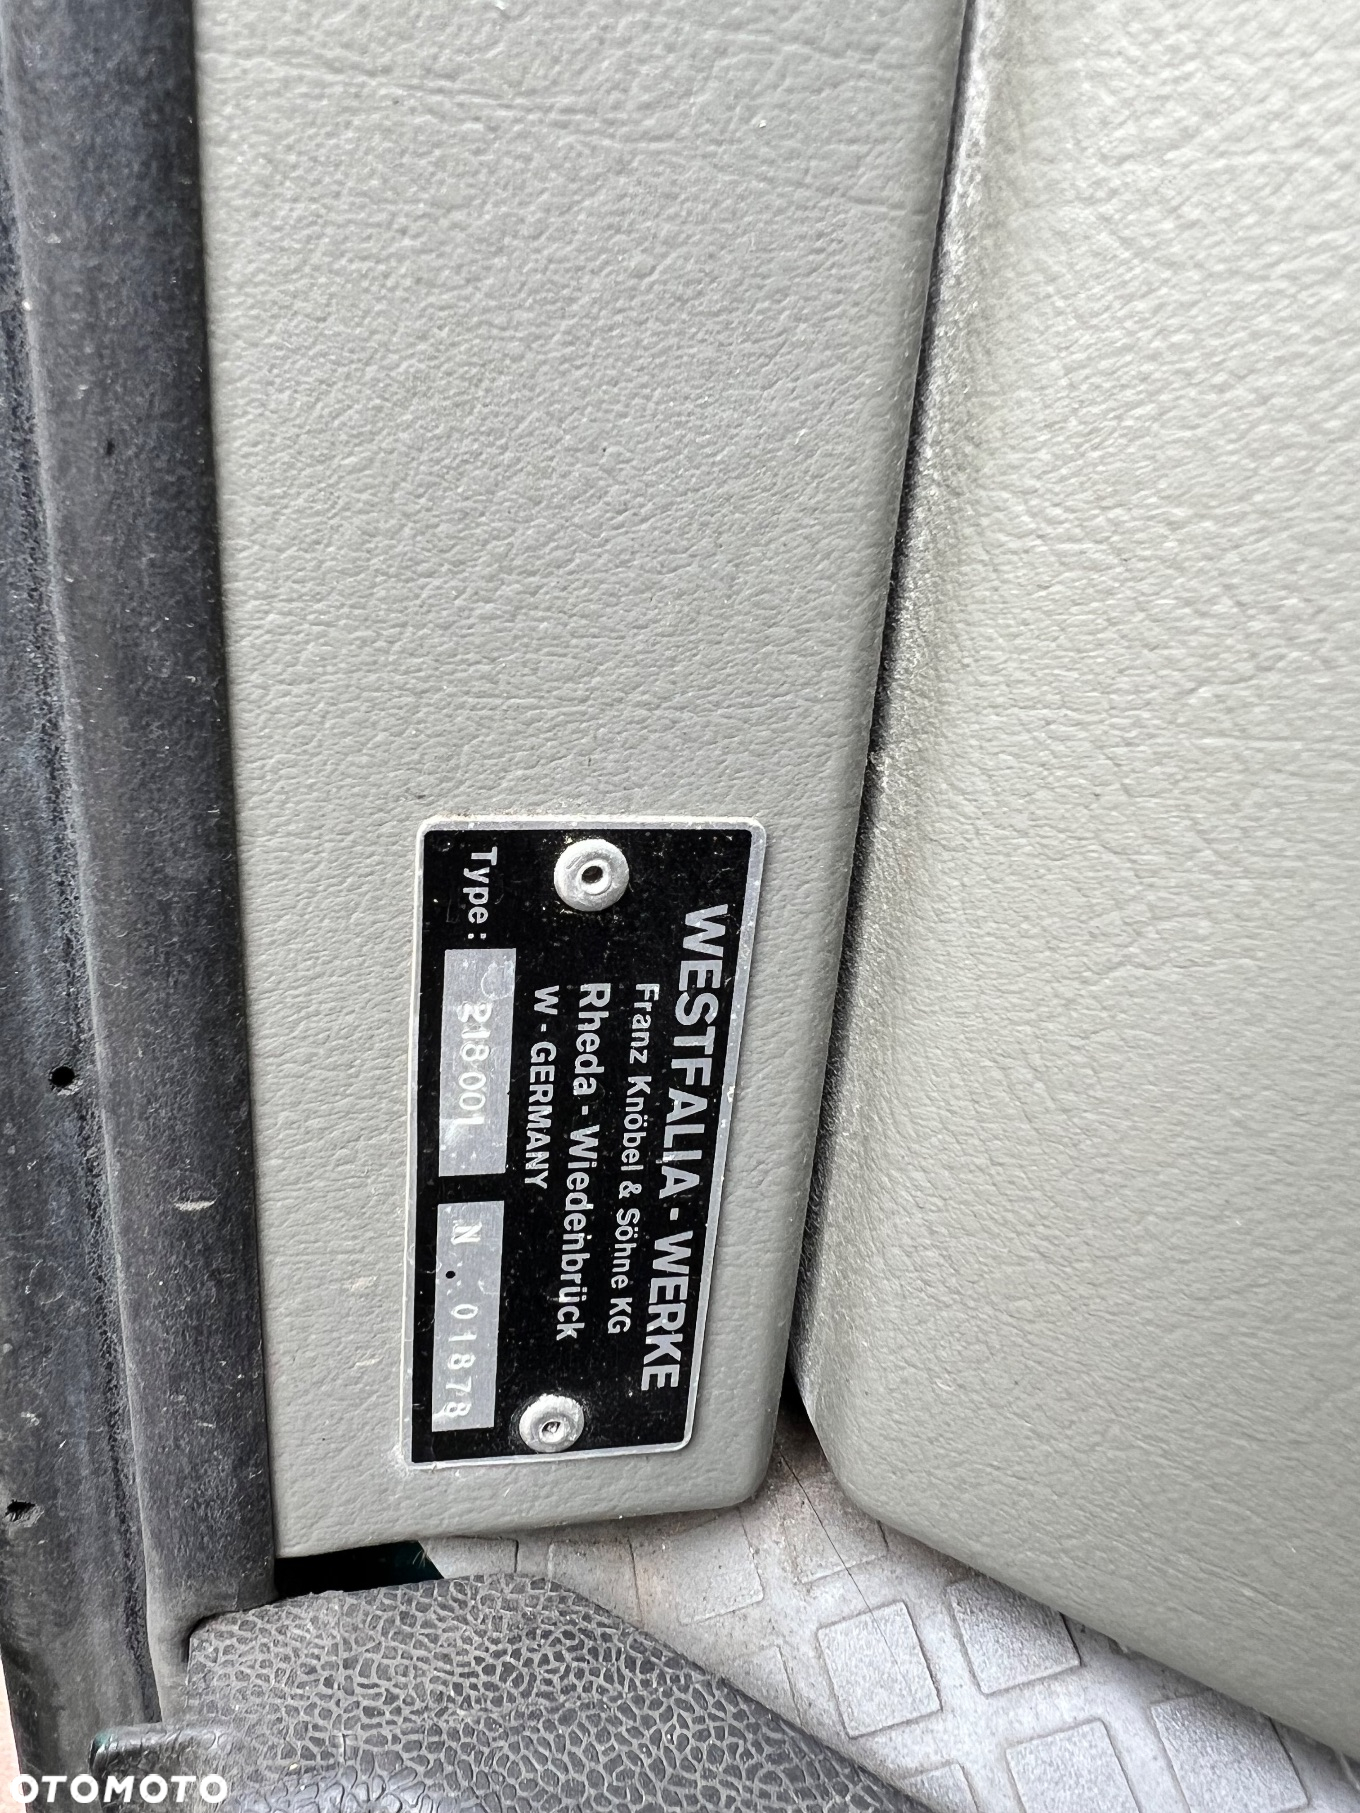 WESTFALIA - WERKE
Franz Knöbel & Söhne KG
Rheda - Wiedenbrück
W - GERMANY
Type: 218001 N. 01878
OTOMOTO